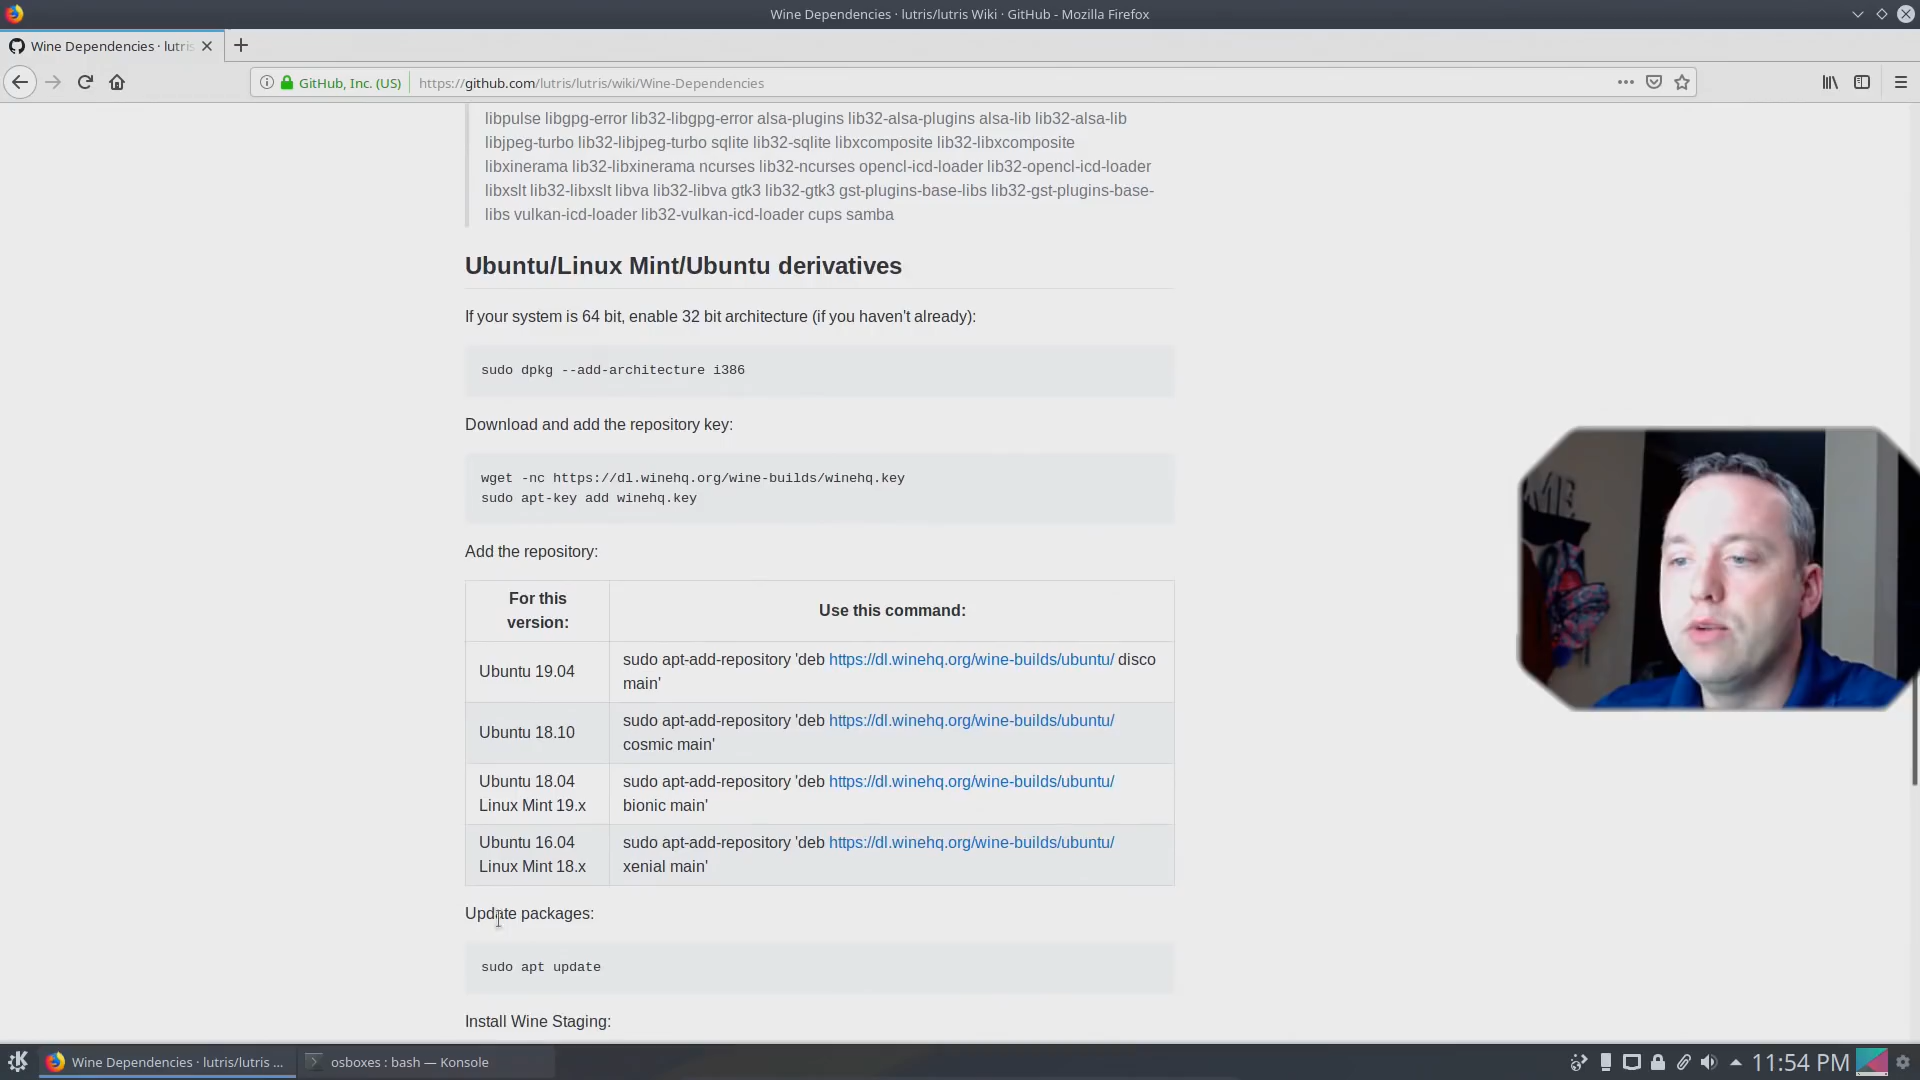 Wine Dependencies · lutris/lutris Wiki · GitHub - Mozilla Firefox
Wine Dependencies · lutris
GitHub, Inc. (US)
https://github.com/lutris/lutris/wiki/Wine-Dependencies
libpulse libgpg-error lib32-libgpg-error alsa-plugins lib32-alsa-plugins alsa-lib lib32-alsa-lib
libjpeg-turbo lib32-libjpeg-turbo sqlite lib32-sqlite libxcomposite lib32-libxcomposite
libxinerama lib32-libxinerama ncurses lib32-ncurses opencl-icd-loader lib32-opencl-icd-loader
libxslt lib32-libxslt libva lib32-libva gtk3 lib32-gtk3 gst-plugins-base-libs lib32-gst-plugins-base-
libs vulkan-icd-loader lib32-vulkan-icd-loader cups samba
Ubuntu/Linux Mint/Ubuntu derivatives
If your system is 64 bit, enable 32 bit architecture (if you haven't already):
sudo dpkg --add-architecture i386
Download and add the repository key:
wget -nc https://dl.winehq.org/wine-builds/winehq.key
sudo apt-key add winehq.key
Add the repository:
For this
version:
Use this command:
Ubuntu 19.04
sudo apt-add-repository 'deb https://dl.winehq.org/wine-builds/ubuntu/ disco
main'
Ubuntu 18.10
sudo apt-add-repository 'deb https://dl.winehq.org/wine-builds/ubuntu/
cosmic main'
Ubuntu 18.04
Linux Mint 19.x
sudo apt-add-repository 'deb https://dl.winehq.org/wine-builds/ubuntu/
bionic main'
Ubuntu 16.04
Linux Mint 18.x
sudo apt-add-repository 'deb https://dl.winehq.org/wine-builds/ubuntu/
xenial main'
Update packages:
sudo apt update
Install Wine Staging:
Wine Dependencies · lutris/lutris ...
osboxes : bash — Konsole
11:54 PM